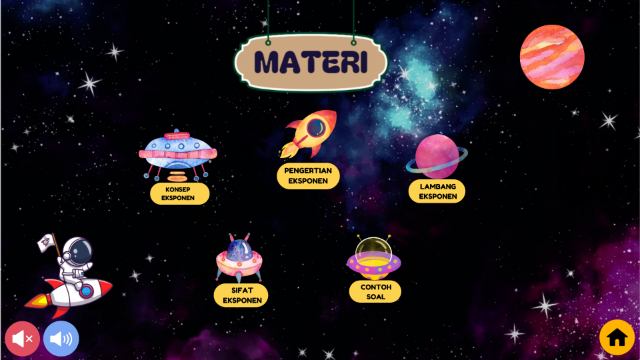 MATERI
PENGERTIAN
EKSPONEN
KONSEP
EKSPONEN
LAMBANG
EKSPONEN
SIFAT
EKSPONEN
CONTOH
SOAL